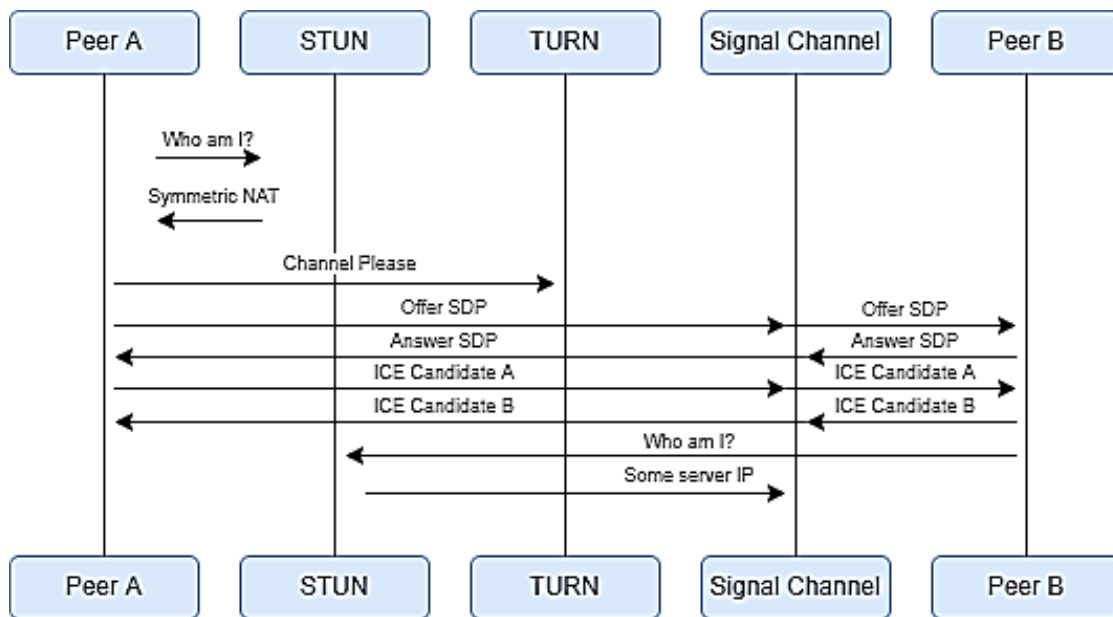 Peer A
STUN
TURN
Signal Channel
Peer B
Who am I?
Symmetric NAT
Channel Please
Offer SDP
Offer SDP
Answer SDP
Answer SDP
ICE Candidate A
ICE Candidate A
ICE Candidate B
ICE Candidate B
Who am I?
Some server IP
Peer A
STUN
TURN
Signal Channel
Peer B